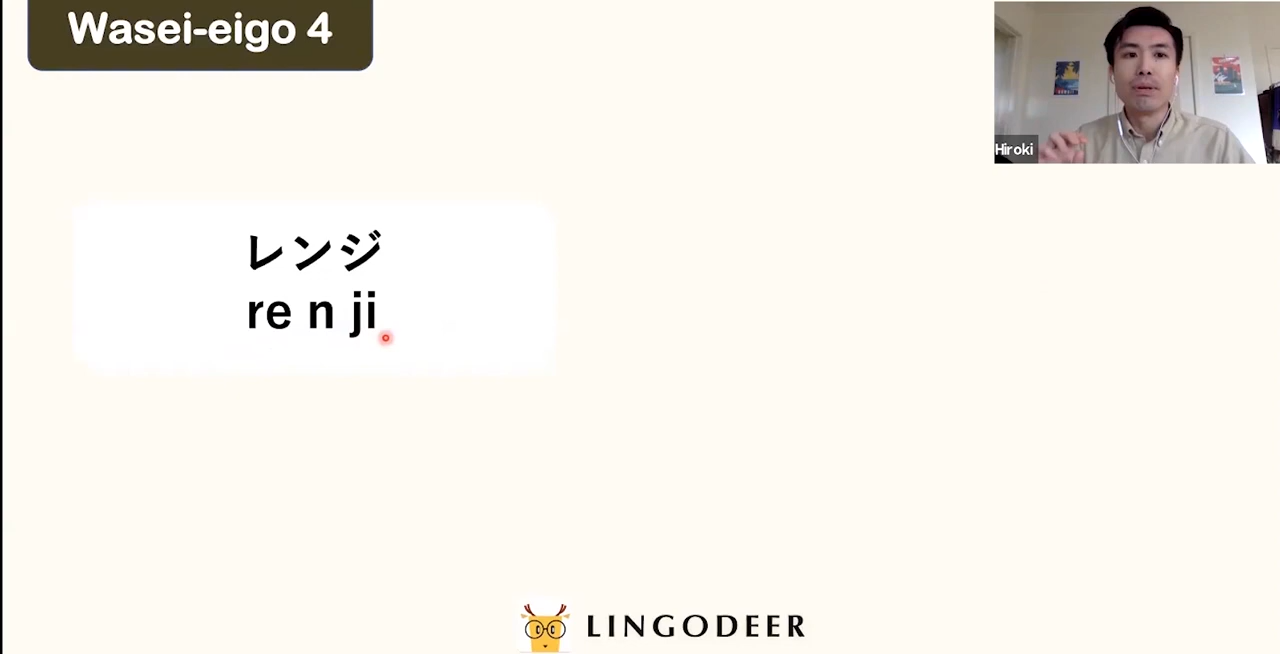 Wasei-eigo 4
Hiroki
レンジ
re n ji
LINGODEER